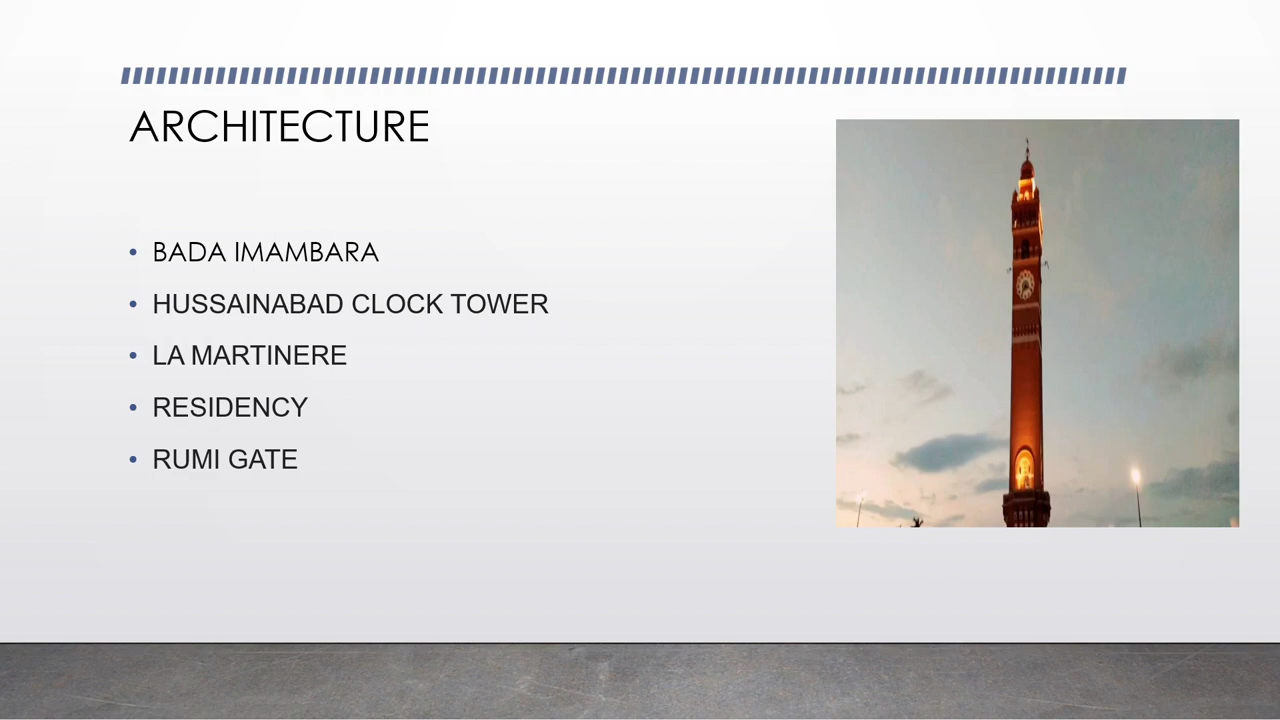 ARCHITECTURE
• BADA IMAMBARA
• HUSSAINABAD CLOCK TOWER
• LA MARTINERE
• RESIDENCY
• RUMI GATE